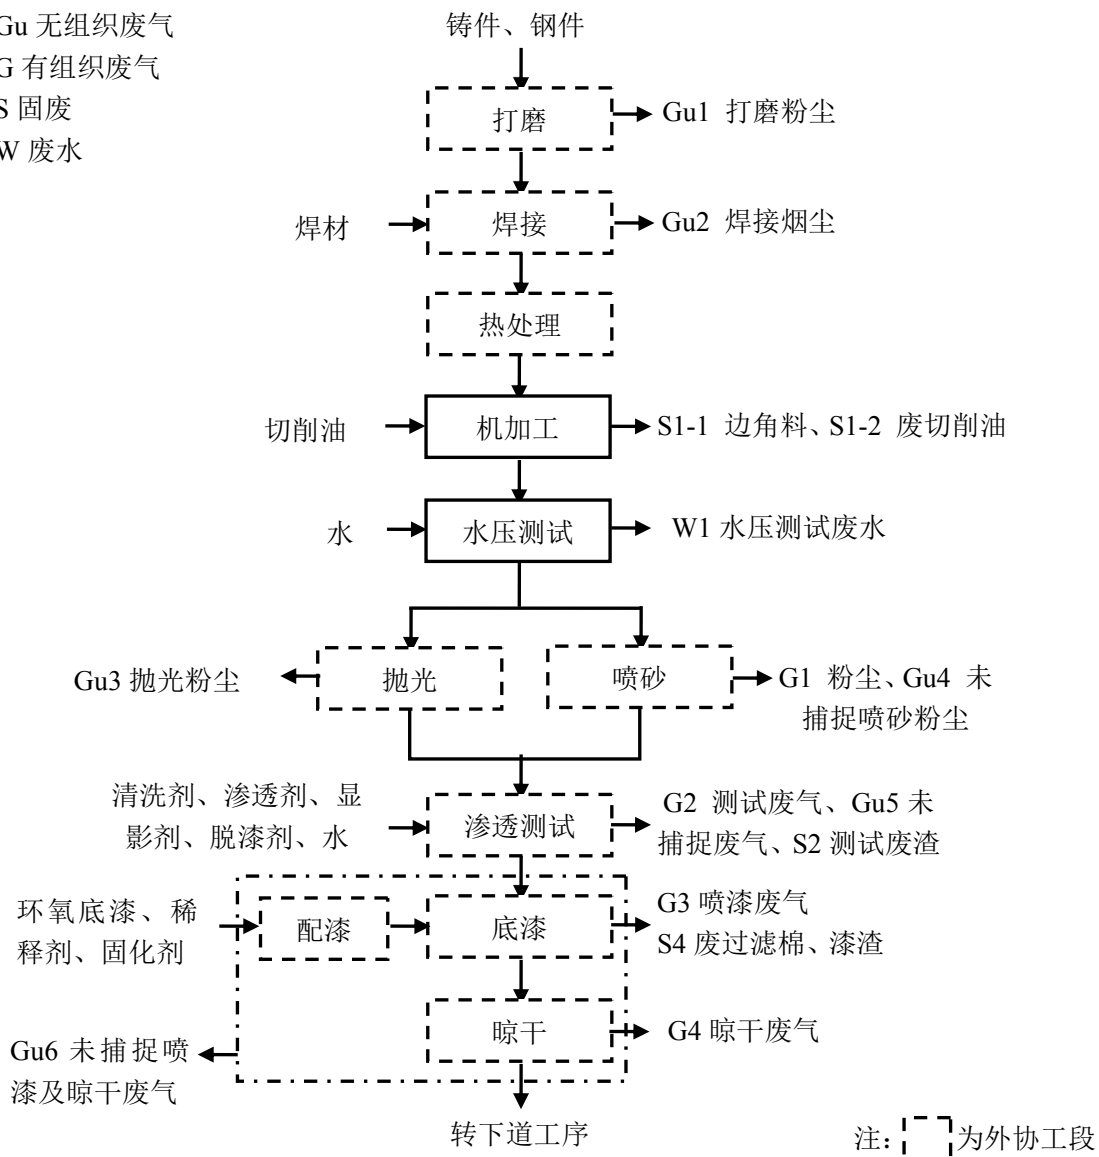 Gu 无组织废气
G 有组织废气
S 固废
W 废水
铸件、钢件
打磨
Gu1 打磨粉尘
焊材
焊接
Gu2 焊接烟尘
热处理
切削油
机加工
S1-1 边角料、S1-2 废切削油
水
水压测试
W1 水压测试废水
Gu3 抛光粉尘
抛光
喷砂
G1 粉尘、Gu4 未
捕捉喷砂粉尘
清洗剂、渗透剂、显
影剂、脱漆剂、水
渗透测试
G2 测试废气、Gu5 未
捕捉废气、S2 测试废渣
环氧底漆、稀
释剂、固化剂
配漆
底漆
G3 喷漆废气
S4 废过滤棉、漆渣
晾干
G4 晾干废气
Gu6 未捕捉喷
漆及晾干废气
转下道工序
注: 为外协工段